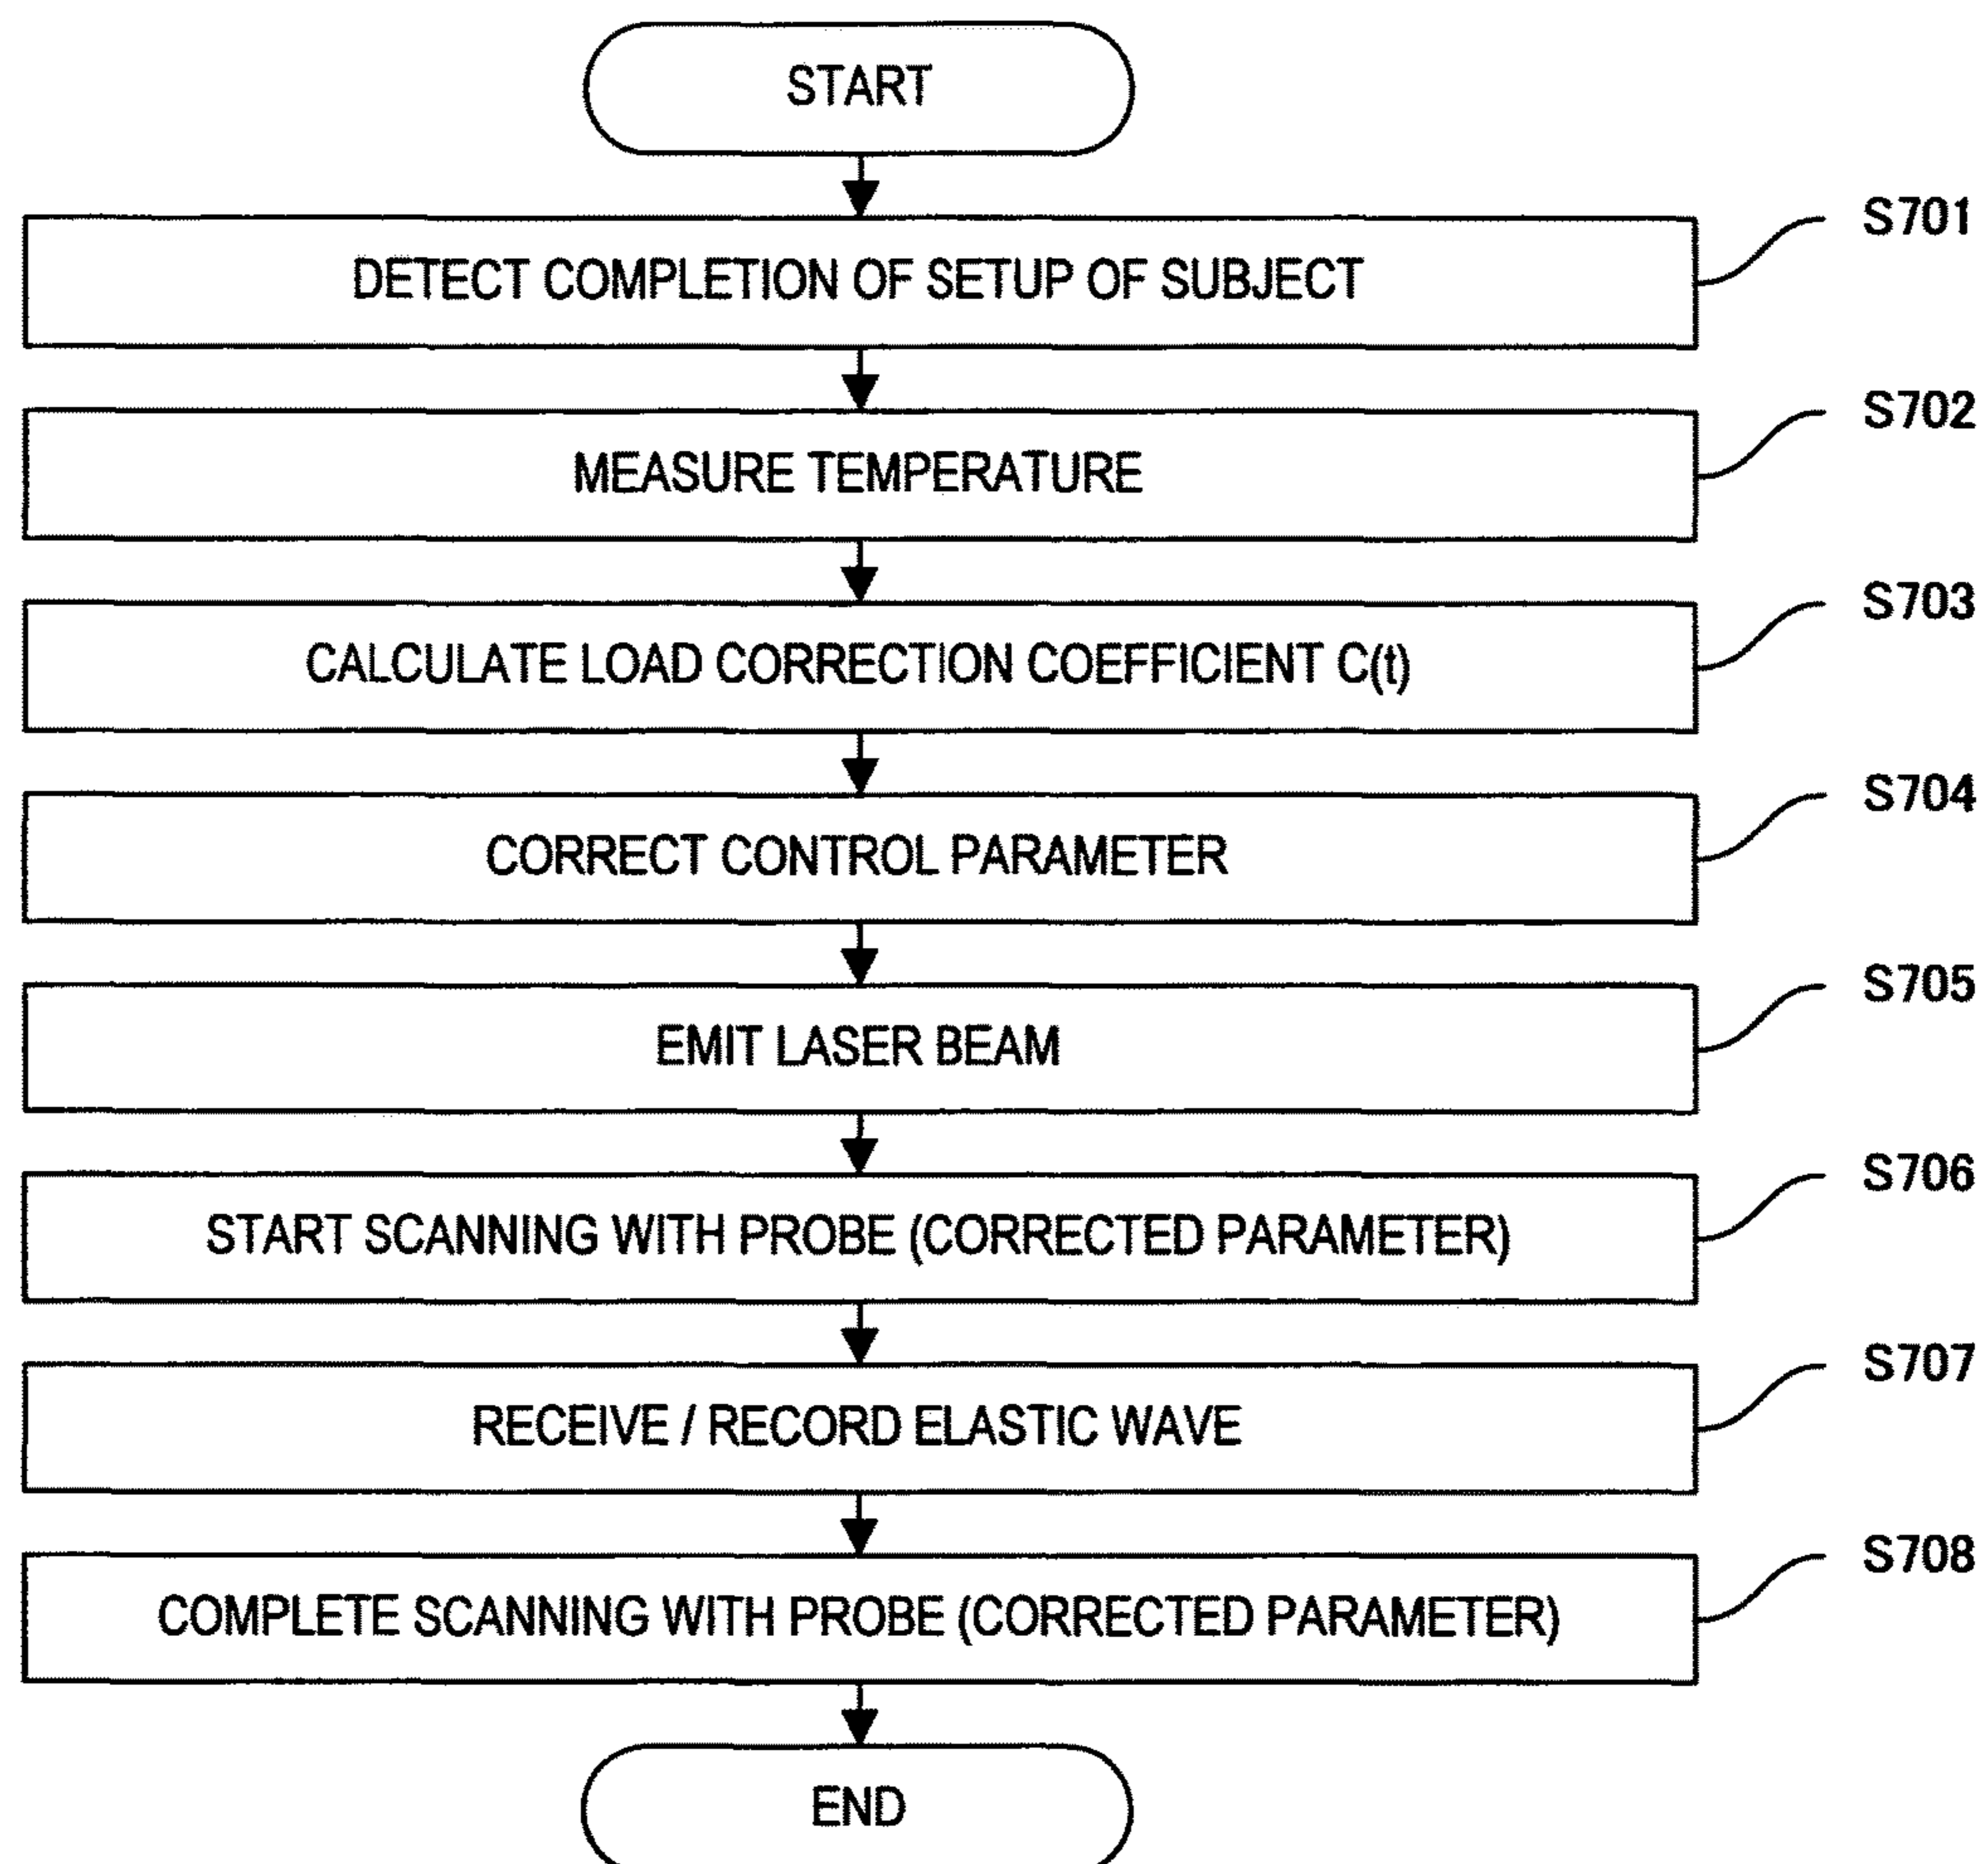 START
S701
DETECT COMPLETION OF SETUP OF SUBJECT
S702
MEASURE TEMPERATURE
S703
CALCULATE LOAD CORRECTION COEFFICIENT C(t)
S704
CORRECT CONTROL PARAMETER
S705
EMIT LASER BEAM
S706
START SCANNING WITH PROBE (CORRECTED PARAMETER)
S707
RECEIVE / RECORD ELASTIC WAVE
S708
COMPLETE SCANNING WITH PROBE (CORRECTED PARAMETER)
END